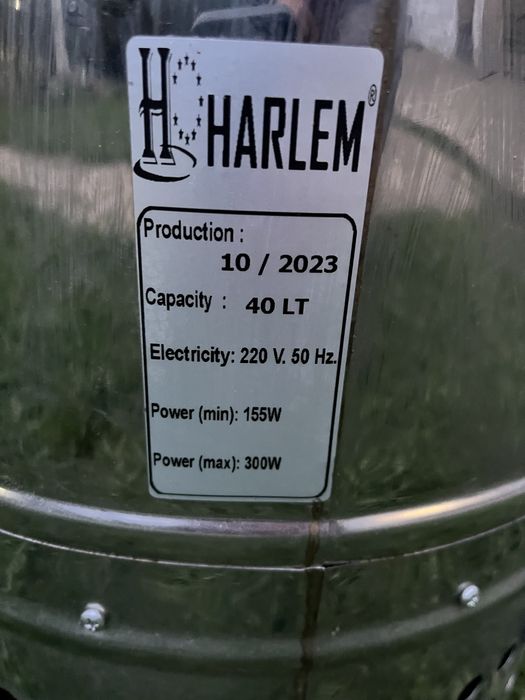 H HARLEM ®
Production :
10 / 2023
Capacity : 40 LT
Electricity: 220 V. 50 Hz.
Power (min): 155W
Power (max): 300W